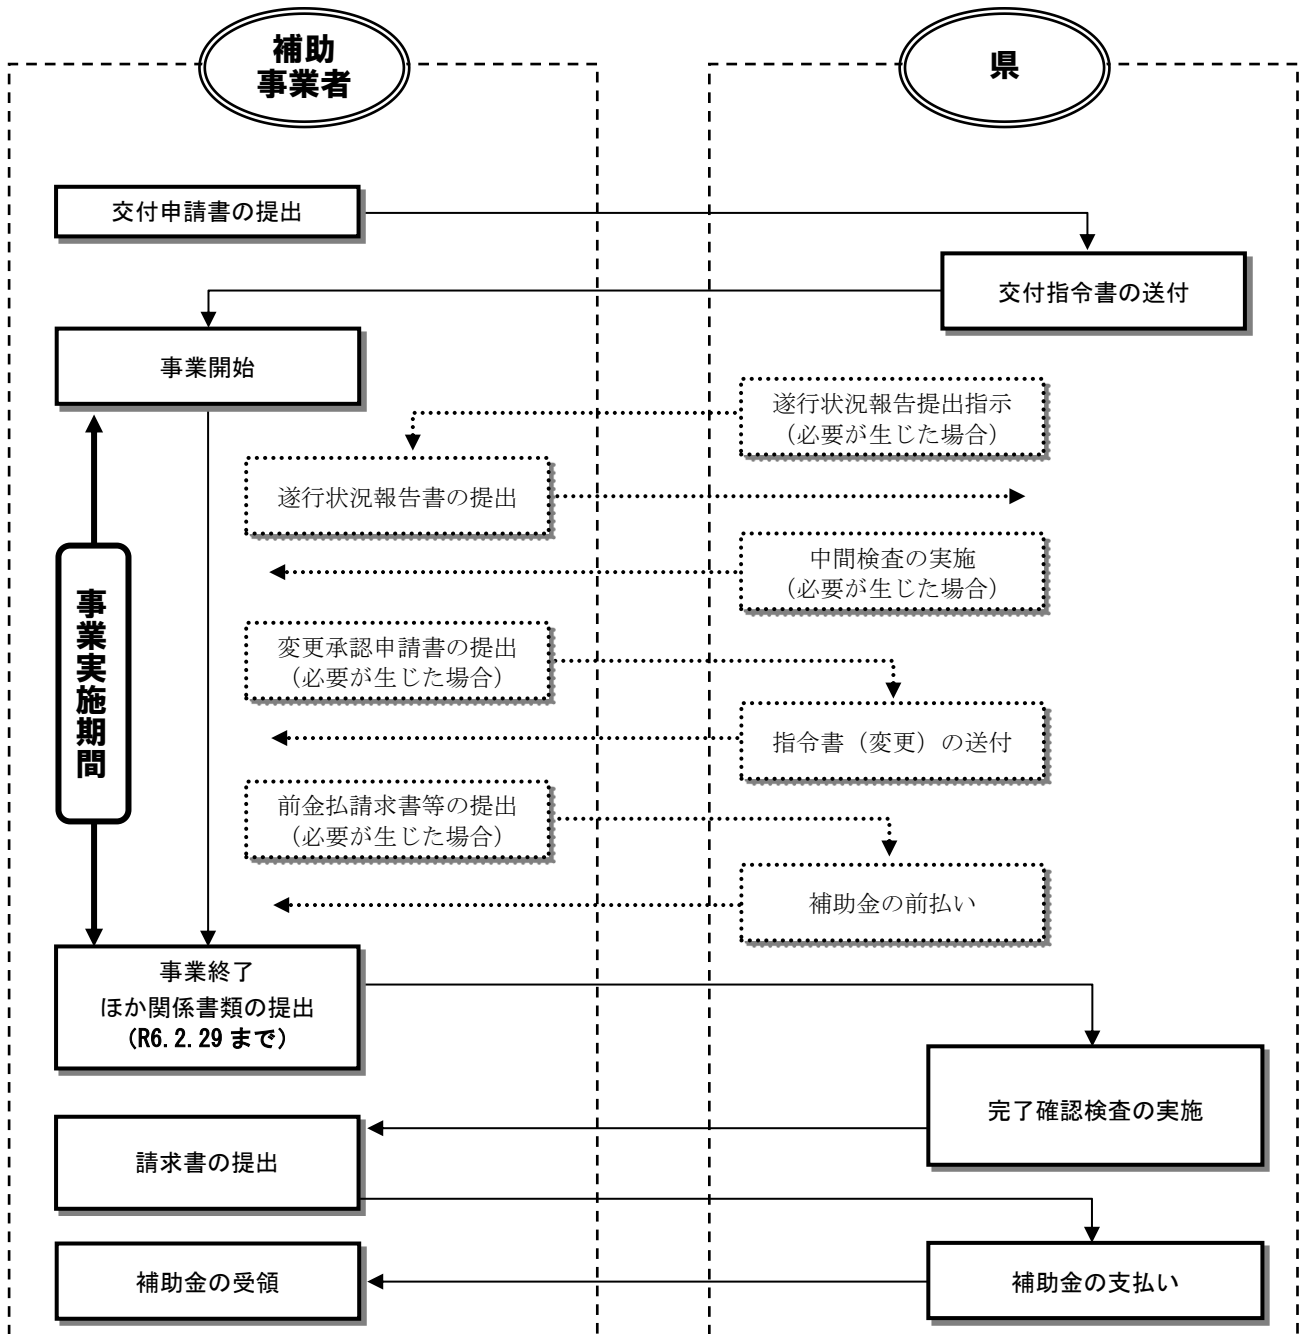 補助
事業者
県
交付申請書の提出
交付指令書の送付
事業開始
遂行状況報告提出指示
（必要が生じた場合）
遂行状況報告書の提出
中間検査の実施
（必要が生じた場合）
事業実施期間
変更承認申請書の提出
（必要が生じた場合）
指令書（変更）の送付
前金払請求書等の提出
（必要が生じた場合）
補助金の前払い
事業終了
ほか関係書類の提出
(R6.2.29まで)
完了確認検査の実施
請求書の提出
補助金の受領
補助金の支払い